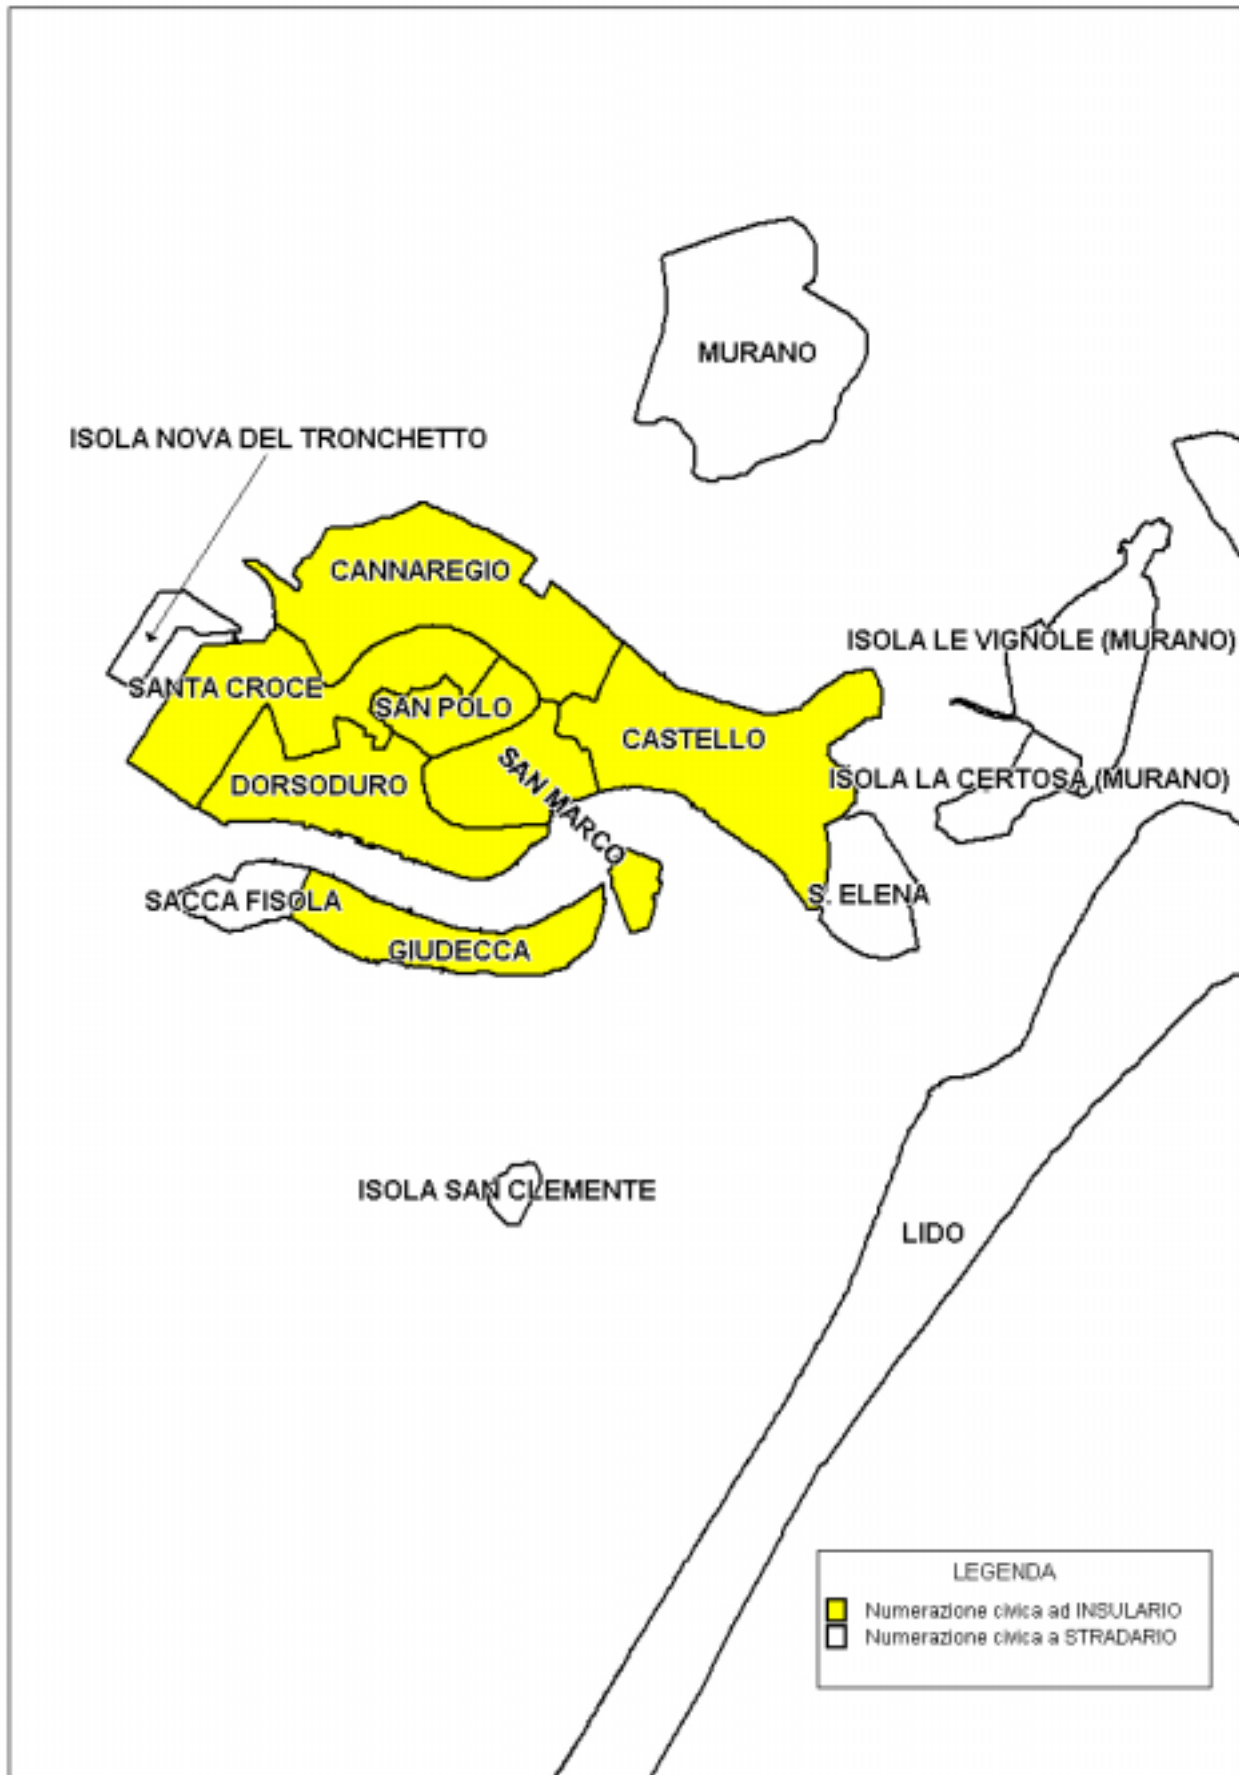 MURANO
ISOLA NOVA DEL TRONCHETTO
CANNAREGIO
ISOLA LE VIGNOLE (MURANO)
SANTA CROCE
SAN POLO
CASTELLO
ISOLA LA CERTOSA (MURANO)
DORSODURO
SAN MARCO
SACCA FISOLA
S. ELENA
GIUDECCA
ISOLA SAN CLEMENTE
LIDO
LEGENDA
Numerazione civica ad INSULARIO
Numerazione civica a STRADARIO